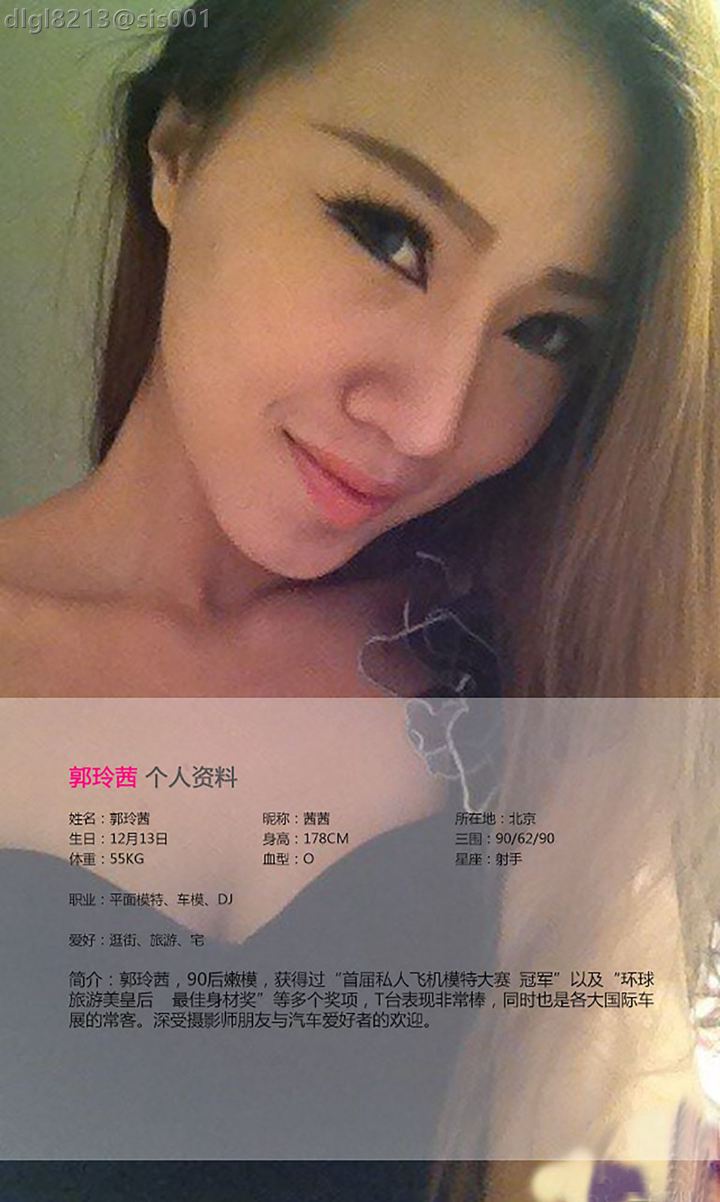 dlgl8213@sis001
郭玲茜 个人资料
姓名：郭玲茜 昵称：茜茜 所在地：北京
生日：12月13日 身高：178CM 三围：90/62/90
体重：55KG 血型：O 星座：射手
职业：平面模特、车模、DJ
爱好：逛街、旅游、宅
简介：郭玲茜，90后嫩模，获得过“首届私人飞机模特大赛 冠军”以及“环球
旅游美皇后 最佳身材奖”等多个奖项，T台表现非常棒，同时也是各大国际车
展的常客。深受摄影师朋友与汽车爱好者的欢迎。